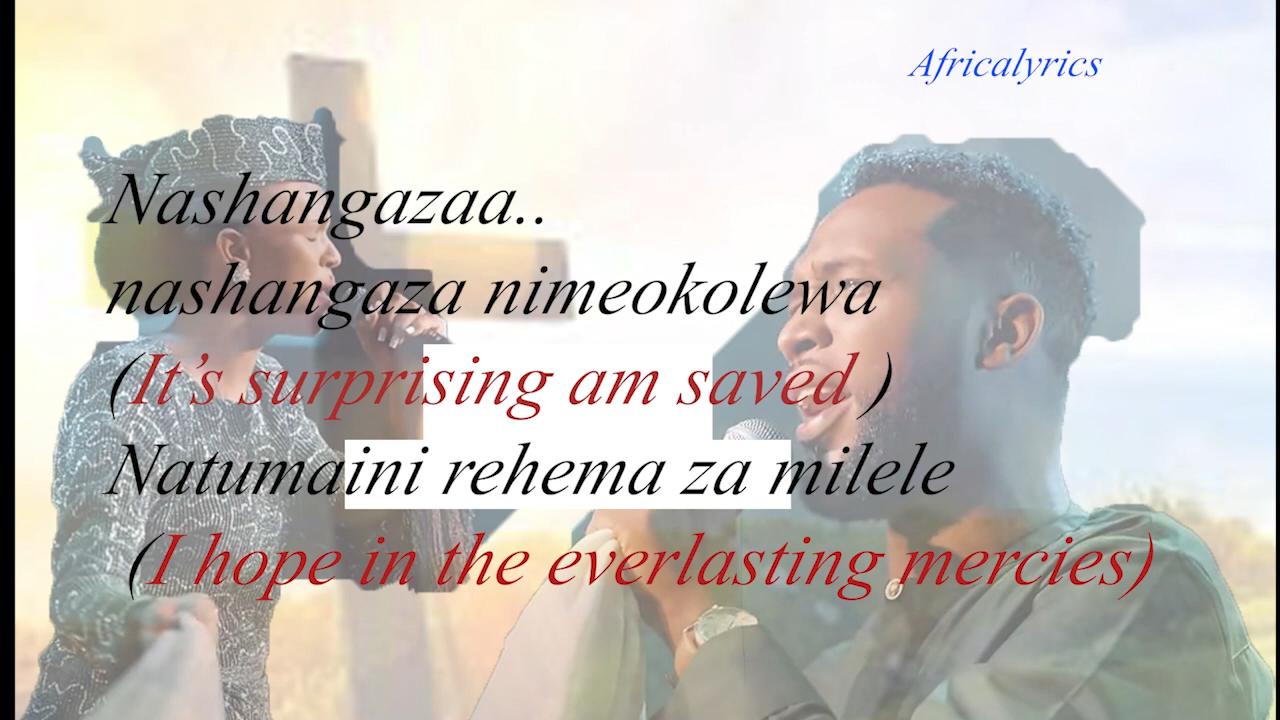 Africalyrics
Nashangazaa..
nashangaza nimeokolewa
(It’s surprising am saved )
Natumaini rehema za milele
(I hope in the everlasting mercies)